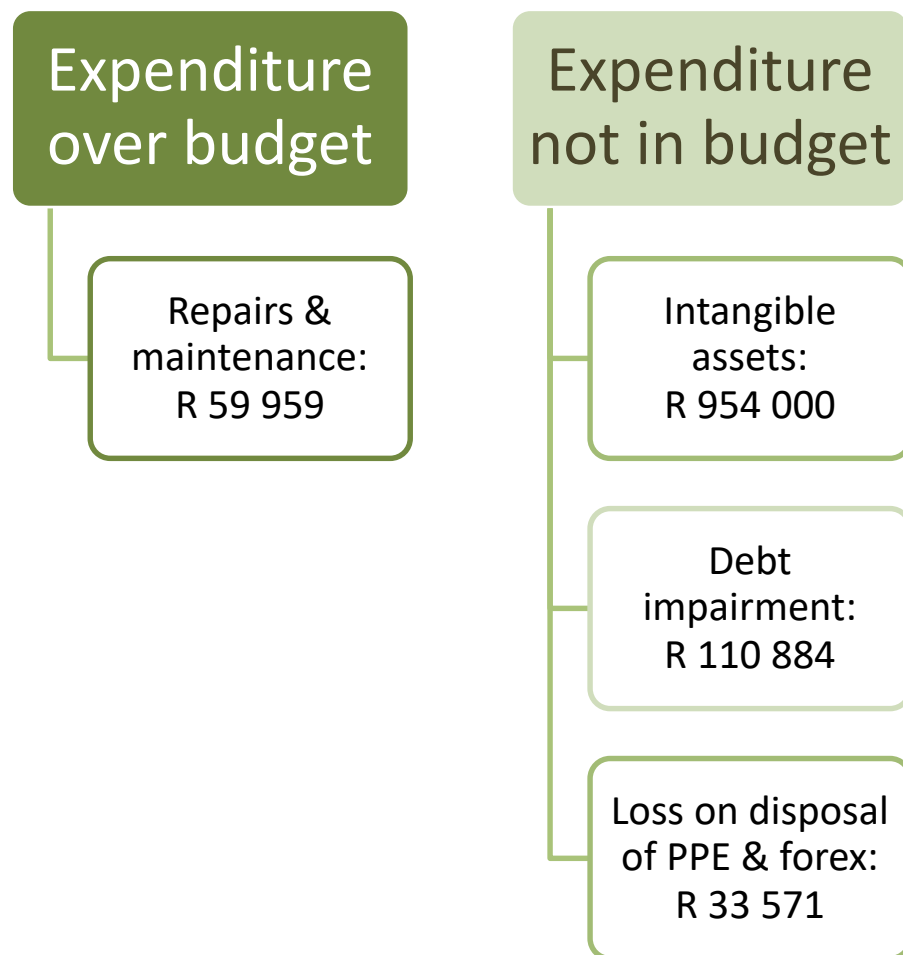 Expenditure
over budget
Repairs &
maintenance:
R 59 959
Expenditure
not in budget
Intangible
assets:
R 954 000
Debt
impairment:
R 110 884
Loss on disposal
of PPE & forex:
R 33 571